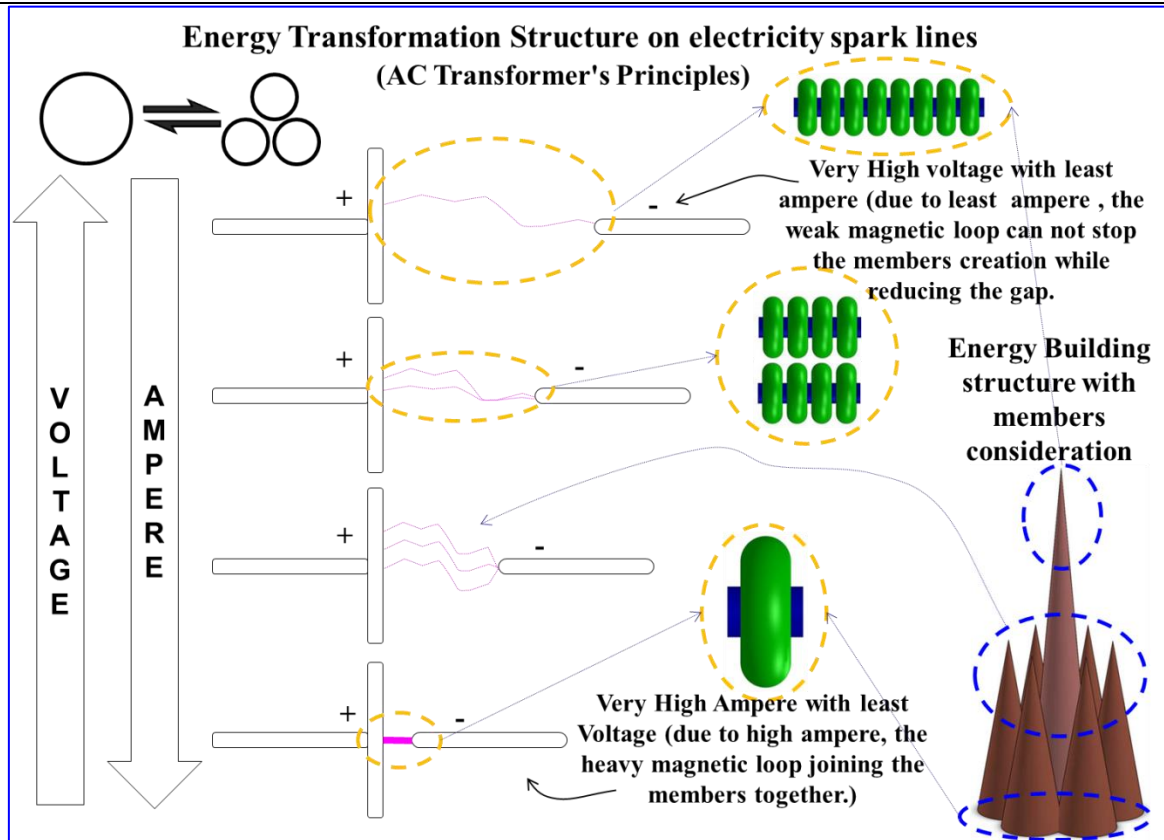 Energy Transformation Structure on electricity spark lines
(AC Transformer's Principles)
+
-
Very High voltage with least
ampere (due to least ampere , the
weak magnetic loop can not stop
the members creation while
reducing the gap.
+
-
Energy Building
structure with
members
consideration
VOLTAGE
AMPERE
+
-
+
-
Very High Ampere with least
Voltage (due to high ampere, the
heavy magnetic loop joining the
members together.)